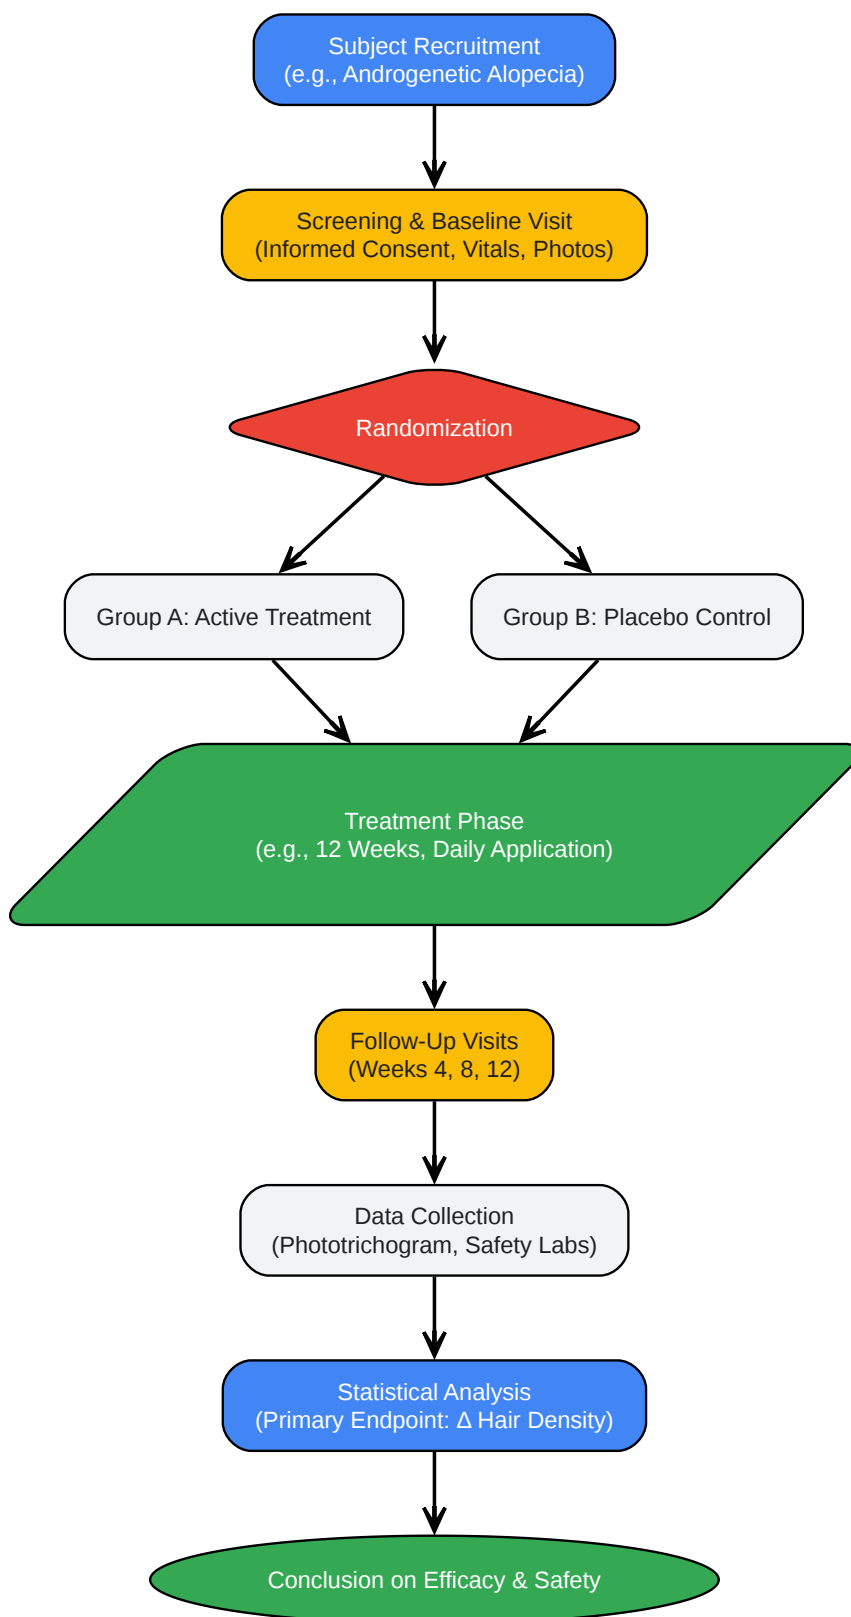 Subject Recruitment
(e.g., Androgenetic Alopecia)
Screening & Baseline Visit
(Informed Consent, Vitals, Photos)
Randomization
Group A: Active Treatment
Group B: Placebo Control
Treatment Phase
(e.g., 12 Weeks, Daily Application)
Follow-Up Visits
(Weeks 4, 8, 12)
Data Collection
(Phototrichogram, Safety Labs)
Statistical Analysis
(Primary Endpoint: Δ Hair Density)
Conclusion on Efficacy & Safety